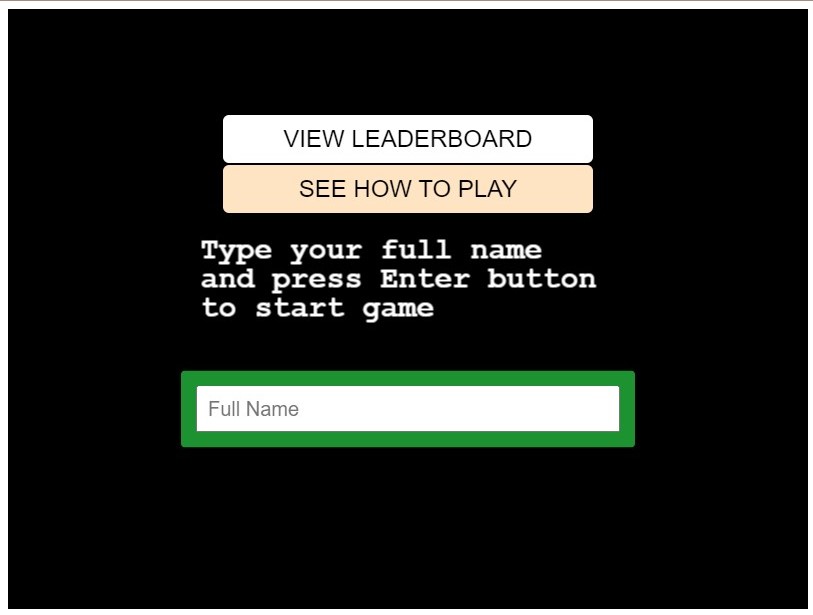 VIEW LEADERBOARD
SEE HOW TO PLAY
Type your full name
and press Enter button
to start game
Full Name